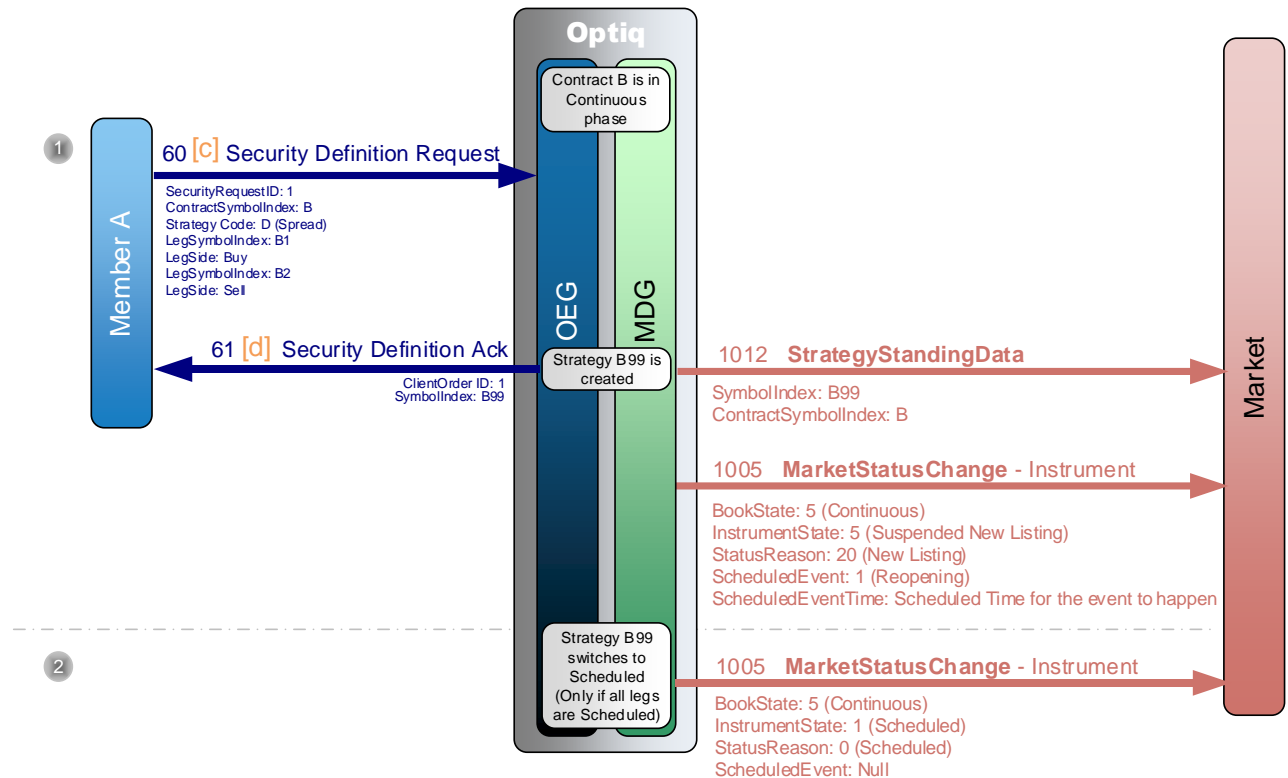 Optiq
Contract B is in
Continuous
phase
1
Member A
60 [c] Security Definition Request
SecurityRequestID: 1
ContractSymbolIndex: B
Strategy Code: D (Spread)
LegSymbolIndex: B1
LegSide: Buy
LegSymbolIndex: B2
LegSide: Sell
OEG
MDG
Market
61 [d] Security Definition Ack
ClientOrder ID: 1
SymbolIndex: B99
Strategy B99 is
created
1012 StrategyStandingData
SymbolIndex: B99
ContractSymbolIndex: B
1005 MarketStatusChange - Instrument
BookState: 5 (Continuous)
InstrumentState: 5 (Suspended New Listing)
StatusReason: 20 (New Listing)
ScheduledEvent: 1 (Reopening)
ScheduledEventTime: Scheduled Time for the event to happen
2
Strategy B99
switches to
Scheduled
(Only if all legs
are Scheduled)
1005 MarketStatusChange - Instrument
BookState: 5 (Continuous)
InstrumentState: 1 (Scheduled)
StatusReason: 0 (Scheduled)
ScheduledEvent: Null